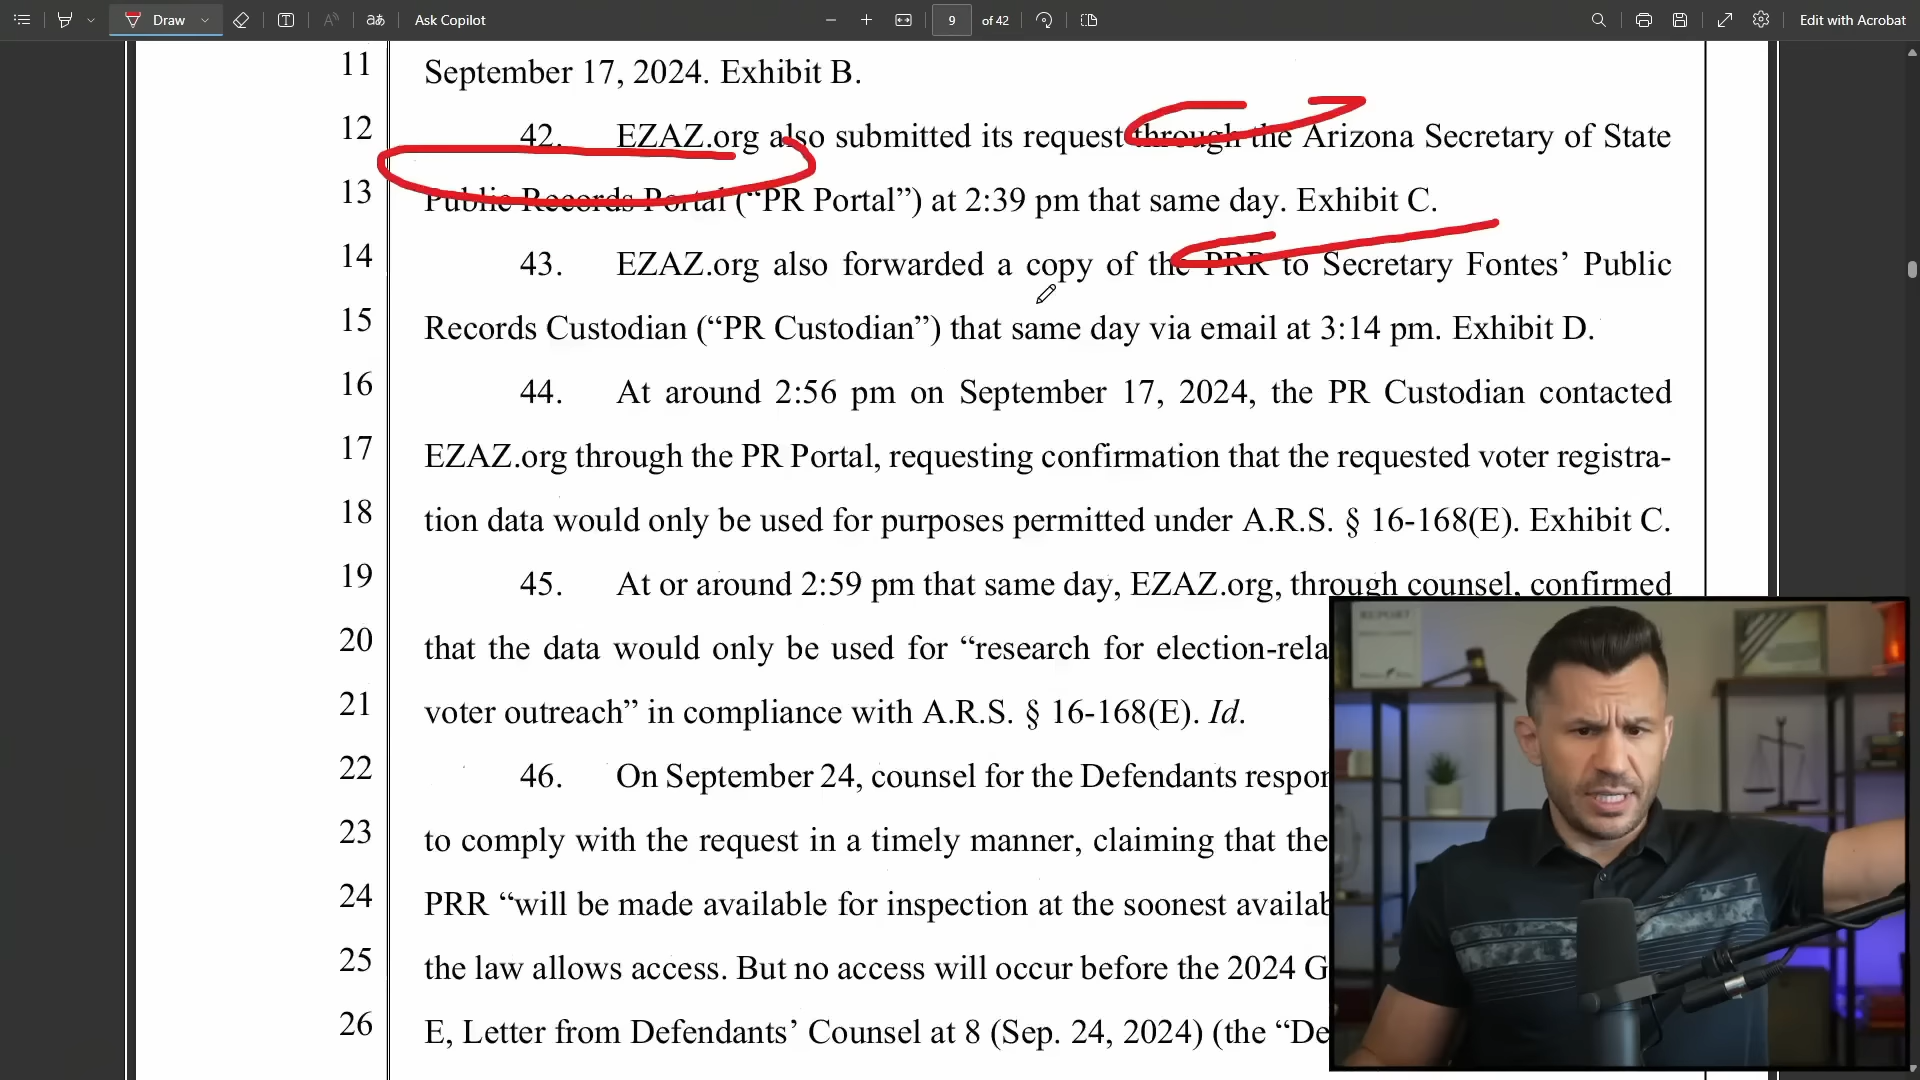 Draw
aあ
Ask Copilot
9 of 42
Edit with Acrobat
11 September 17, 2024. Exhibit B.
12 42. EZAZ.org also submitted its request through the Arizona Secretary of State
13 Public Records Portal (“PR Portal”) at 2:39 pm that same day. Exhibit C.
14 43. EZAZ.org also forwarded a copy of the PRR to Secretary Fontes’ Public
15 Records Custodian (“PR Custodian”) that same day via email at 3:14 pm. Exhibit D.
16 44. At around 2:56 pm on September 17, 2024, the PR Custodian contacted
17 EZAZ.org through the PR Portal, requesting confirmation that the requested voter registra-
18 tion data would only be used for purposes permitted under A.R.S. § 16-168(E). Exhibit C.
19 45. At or around 2:59 pm that same day, EZAZ.org, through counsel, confirmed
20 that the data would only be used for “research for election-rela
21 voter outreach” in compliance with A.R.S. § 16-168(E). Id.
22 46. On September 24, counsel for the Defendants respon
23 to comply with the request in a timely manner, claiming that the
24 PRR “will be made available for inspection at the soonest availab
25 the law allows access. But no access will occur before the 2024 G
26 E, Letter from Defendants’ Counsel at 8 (Sep. 24, 2024) (the “De
REPORT